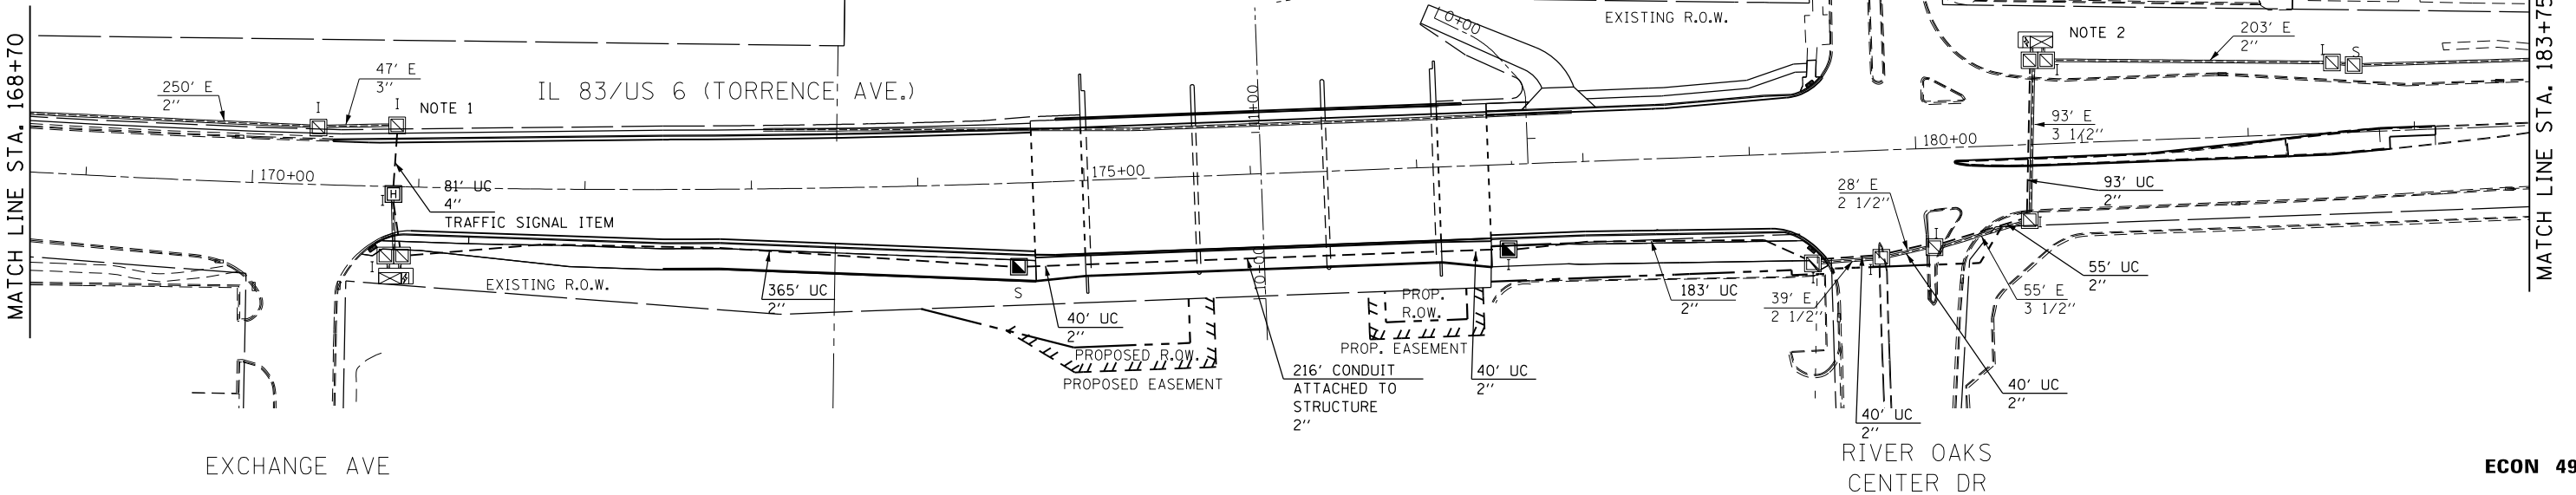 MATCH LINE STA. 168+70
250' E
2"
47' E
3"
I
I
NOTE 1
IL 83/US 6 (TORRENCE AVE.)
0+00
EXISTING R.O.W.
NOTE 2
203' E
2"
I
S
I
MATCH LINE STA. 183+75
170+00
81' UC
4"
TRAFFIC SIGNAL ITEM
H
I
I
1+00
175+00
180+00
93' E
3 1/2"
93' UC
2"
28' E
2 1/2"
I
I
I
I
I
EXISTING R.O.W.
365' UC
2"
S
40' UC
2"
PROPOSED R.O.W.
PROPOSED EASEMENT
216' CONDUIT
ATTACHED TO
STRUCTURE
2"
PROP.
R.O.W.
PROP. EASEMENT
40' UC
2"
183' UC
2"
39' E
2 1/2"
55' UC
2"
55' E
3 1/2"
40' UC
2"
40' UC
2"
EXCHANGE AVE
RIVER OAKS
CENTER DR
ECON 49